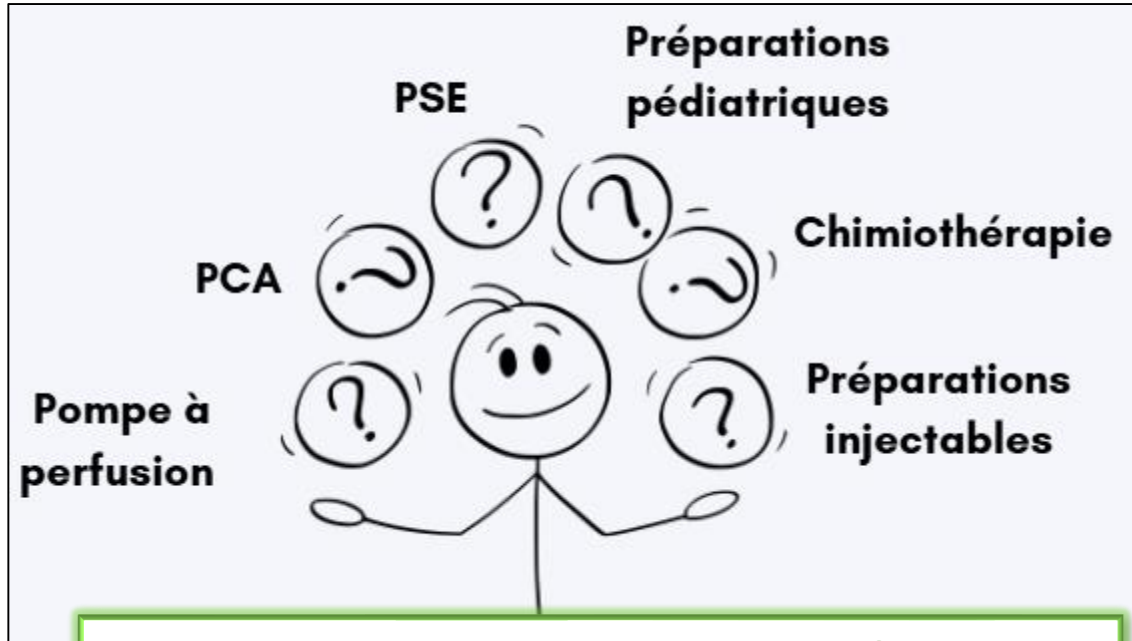 Préparations
pédiatriques
PSE
Chimiothérapie
PCA
Préparations
injectables
Pompe à
perfusion